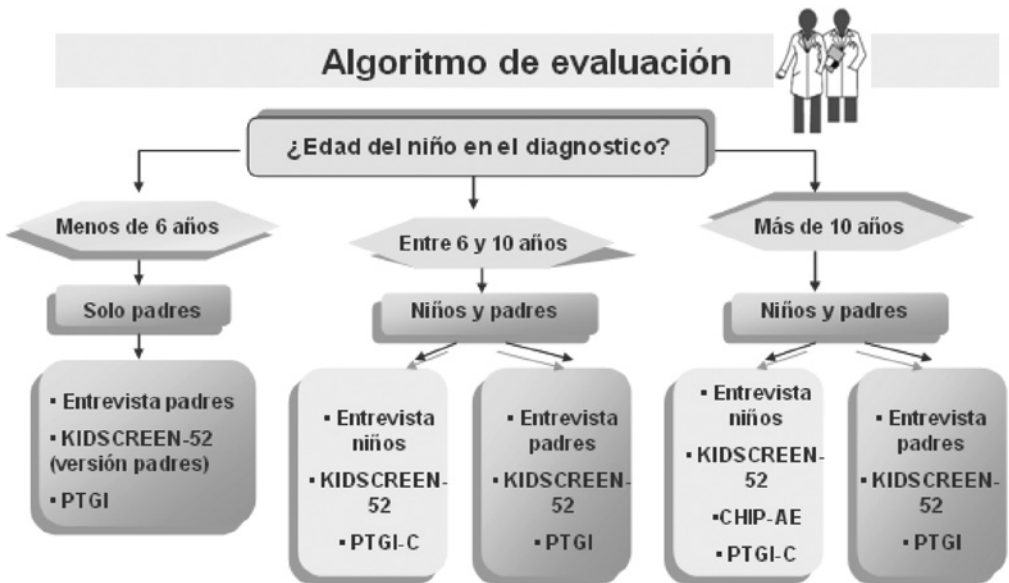 Algoritmo de evaluación
¿Edad del niño en el diagnostico?
Menos de 6 años
Entre 6 y 10 años
Más de 10 años
Solo padres
Niños y padres
Niños y padres
▪ Entrevista padres
▪ KIDSCREEN-52
(versión padres)
▪ PTGI
▪ Entrevista
niños
▪ KIDSCREEN-
52
▪ PTGI-C
▪ Entrevista
padres
▪ KIDSCREEN-
52
▪ PTGI
▪ Entrevista
niños
▪ KIDSCREEN-
52
▪CHIP-AE
▪ PTGI-C
▪ Entrevista
padres
▪ KIDSCREEN-
52
▪ PTGI